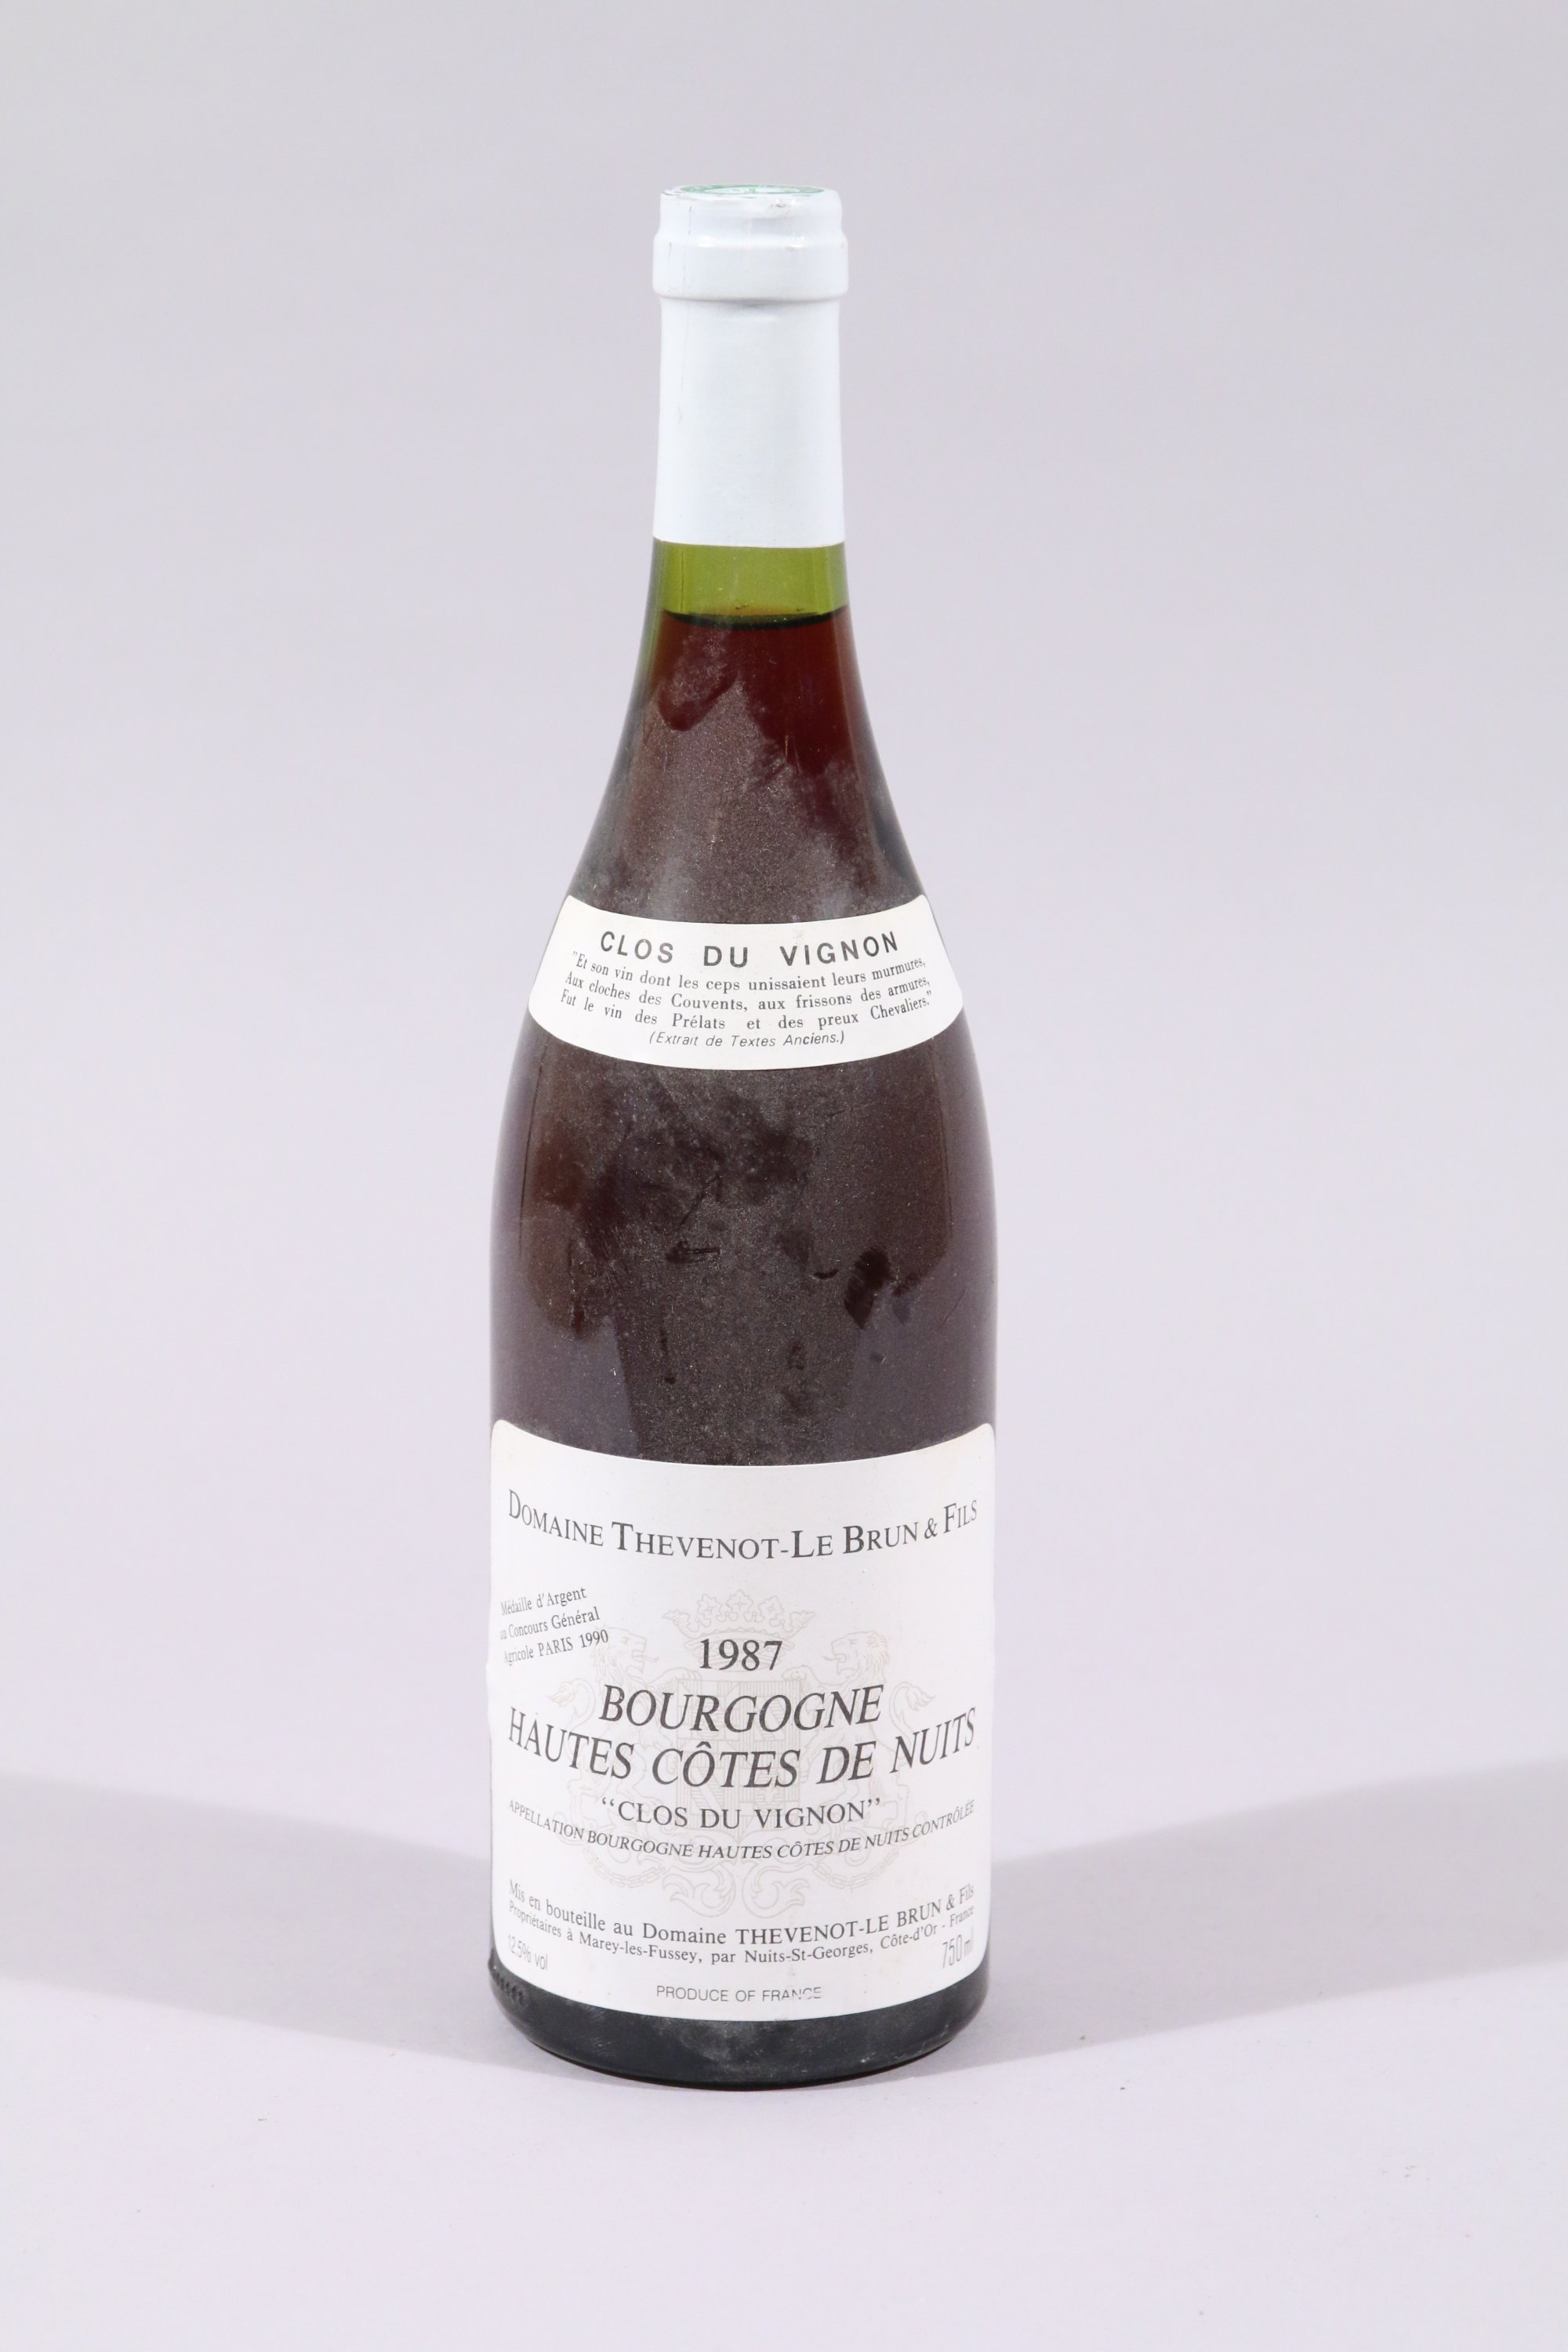 CLOS DU VIGNON
"Et son vin dont les ceps unissaient leurs murmures,
Aux cloches des Couvents, aux frissons des armures,
Fut le vin des Prélats et des preux Chevaliers."
(Extrait de Textes Anciens.)
DOMAINE THEVENOT-LE BRUN & FILS
Médaille d'Argent
au Concours Général
Agricole PARIS 1990
1987
BOURGOGNE
HAUTES CÔTES DE NUITS
“CLOS DU VIGNON”
APPELLATION BOURGOGNE HAUTES CÔTES DE NUITS CONTRÔLÉE
Mis en bouteille au Domaine THEVENOT-LE BRUN & Fils
Propriétaires à Marey-les-Fussey, par Nuits-St-Georges, Côte-d'Or - France
12,5% vol
750 ml
PRODUCE OF FRANCE